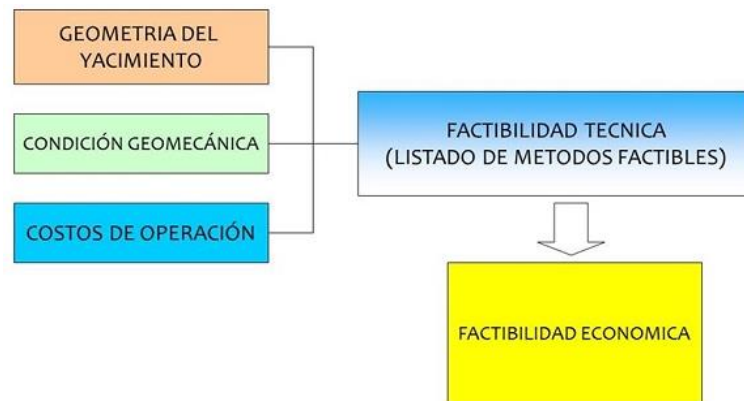 GEOMETRIA DEL
YACIMIENTO
CONDICIÓN GEOMECÁNICA
COSTOS DE OPERACIÓN
FACTIBILIDAD TECNICA
(LISTADO DE METODOS FACTIBLES)
FACTIBILIDAD ECONOMICA